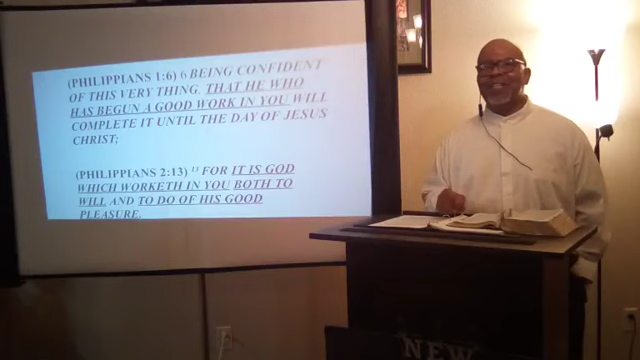 (PHILIPPIANS 1:6) 6 BEING CONFIDENT
OF THIS VERY THING, THAT HE WHO
HAS BEGUN A GOOD WORK IN YOU WILL
COMPLETE IT UNTIL THE DAY OF JESUS
CHRIST;
(PHILIPPIANS 2:13) 13 FOR IT IS GOD
WHICH WORKETH IN YOU BOTH TO
WILL AND TO DO OF HIS GOOD
PLEASURE.
NEW